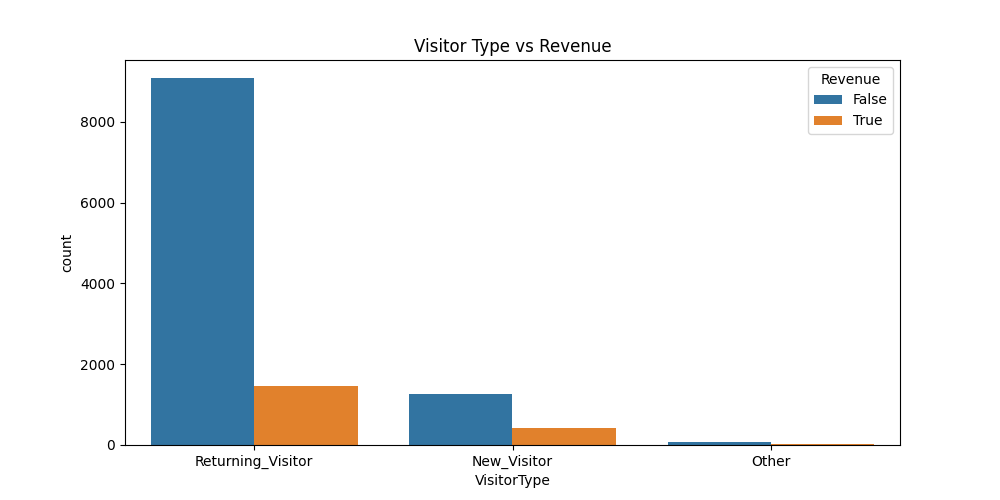 Visitor Type vs Revenue
Revenue
False
True
8000
6000
4000
2000
0
count
Returning_Visitor
New_Visitor
Other
VisitorType